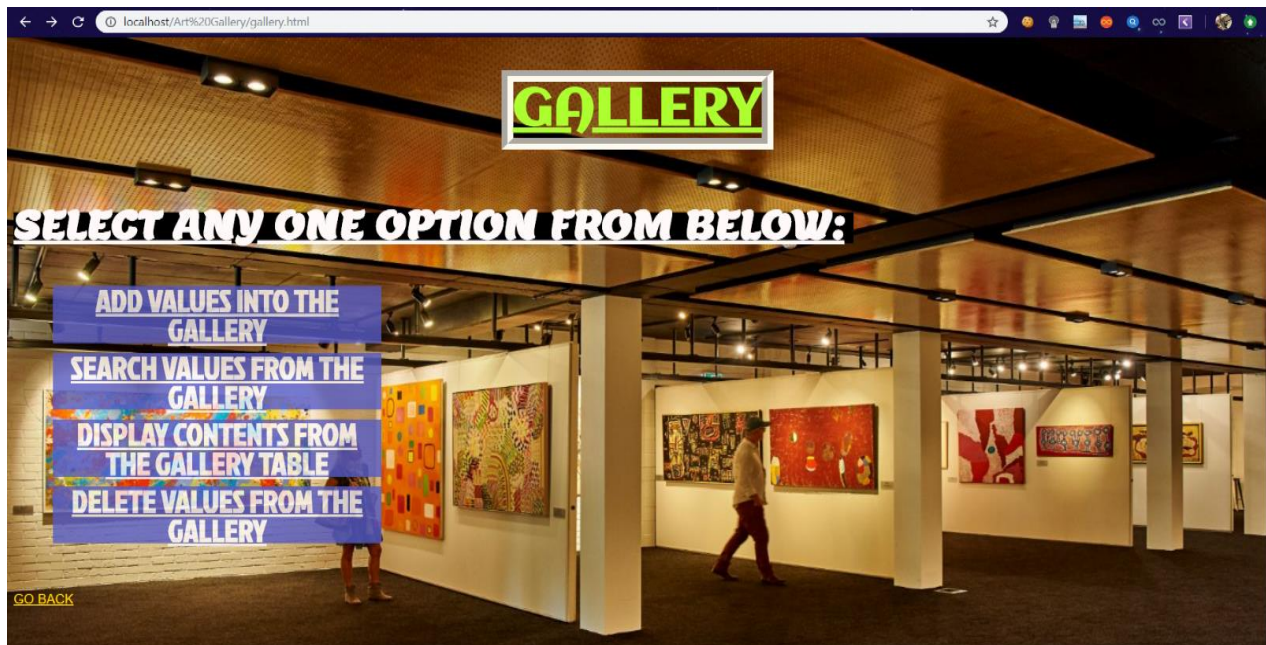 localhost/Art%20Gallery/gallery.html
GALLERY
SELECT ANY ONE OPTION FROM BELOW:
ADD VALUES INTO THE
GALLERY
SEARCH VALUES FROM THE
GALLERY
DISPLAY CONTENTS FROM
THE GALLERY TABLE
DELETE VALUES FROM THE
GALLERY
GO BACK